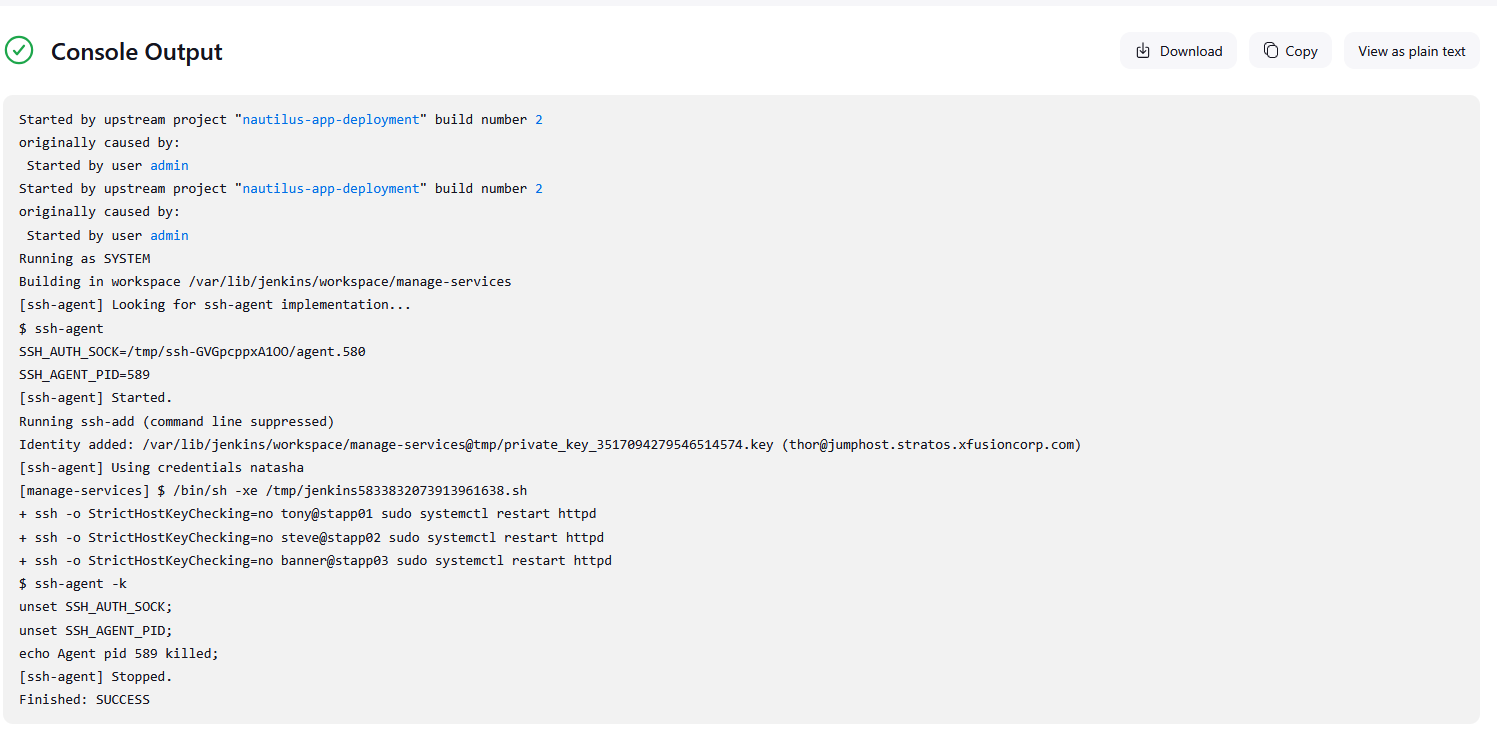 Console Output
Download
Copy
View as plain text
Started by upstream project "nautilus-app-deployment" build number 2
originally caused by:
 Started by user admin
Started by upstream project "nautilus-app-deployment" build number 2
originally caused by:
 Started by user admin
Running as SYSTEM
Building in workspace /var/lib/jenkins/workspace/manage-services
[ssh-agent] Looking for ssh-agent implementation...
$ ssh-agent
SSH_AUTH_SOCK=/tmp/ssh-GVGpcppxA1OO/agent.580
SSH_AGENT_PID=589
[ssh-agent] Started.
Running ssh-add (command line suppressed)
Identity added: /var/lib/jenkins/workspace/manage-services@tmp/private_key_3517094279546514574.key (thor@jumphost.stratos.xfusioncorp.com)
[ssh-agent] Using credentials natasha
[manage-services] $ /bin/sh -xe /tmp/jenkins5833832073913961638.sh
+ ssh -o StrictHostKeyChecking=no tony@stapp01 sudo systemctl restart httpd
+ ssh -o StrictHostKeyChecking=no steve@stapp02 sudo systemctl restart httpd
+ ssh -o StrictHostKeyChecking=no banner@stapp03 sudo systemctl restart httpd
$ ssh-agent -k
unset SSH_AUTH_SOCK;
unset SSH_AGENT_PID;
echo Agent pid 589 killed;
[ssh-agent] Stopped.
Finished: SUCCESS